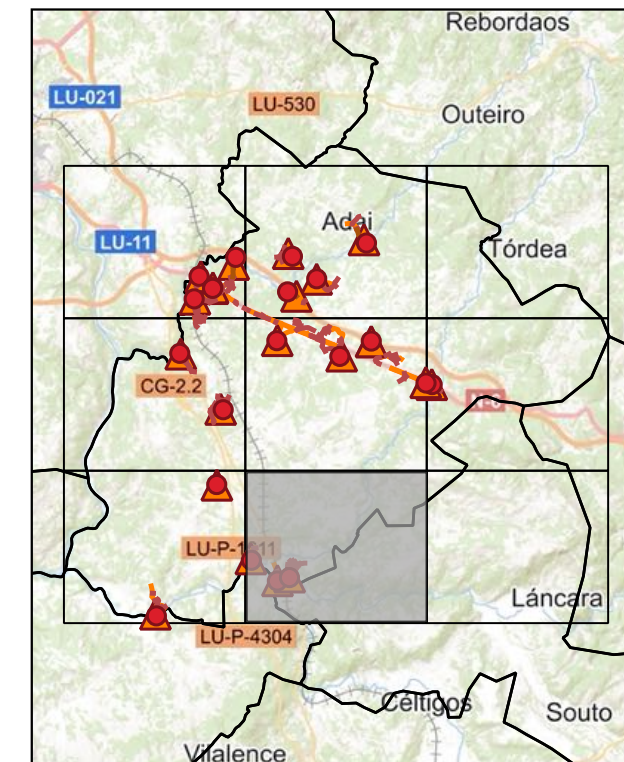 Rebordaos
LU-021
LU-530
Outeiro
Adai
LU-11
Tórdea
CG-2.2
LU-P-1611
Láncara
LU-P-4304
Céltigos
Souto
Vilalence